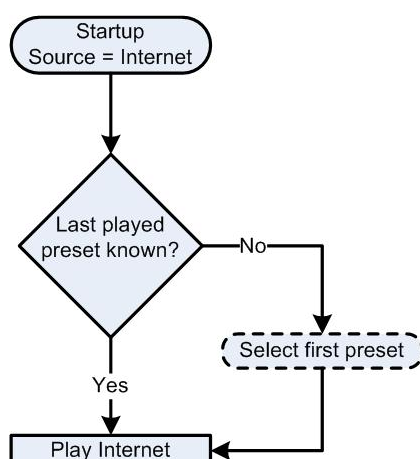 Startup
Source = Internet
Last played
preset known?
No
Select first preset
Yes
Play Internet